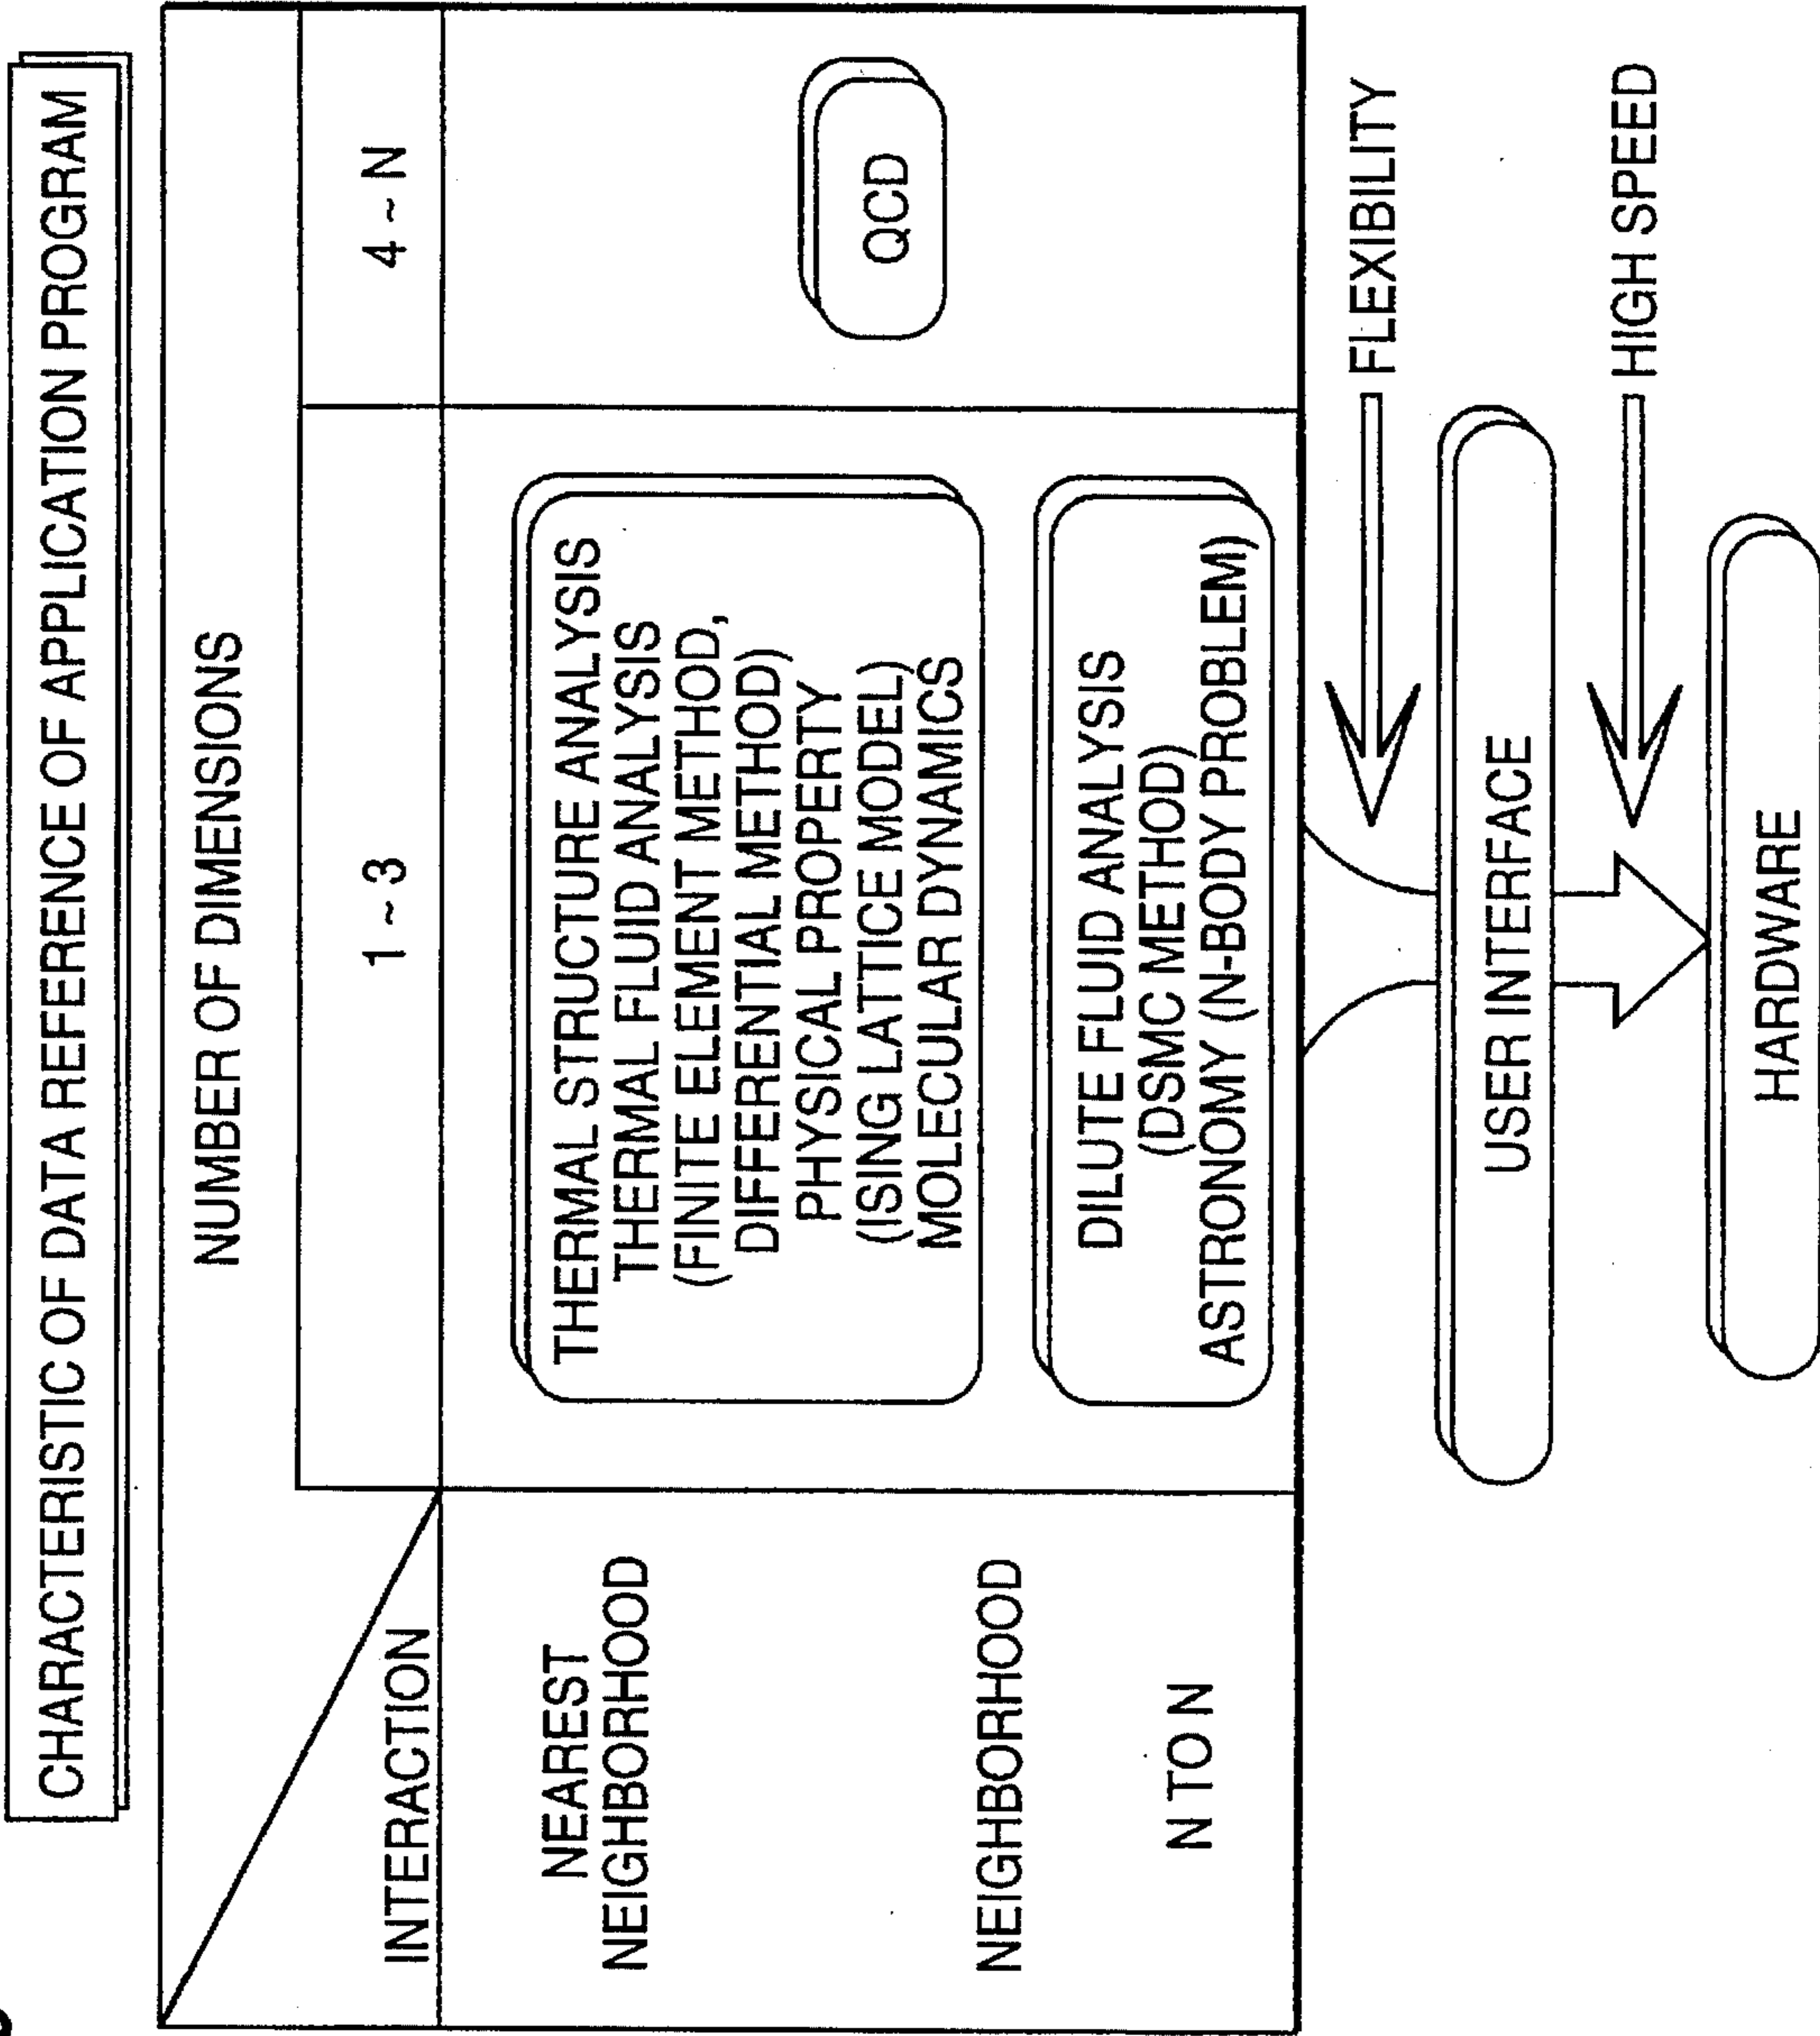 CHARACTERISTIC OF DATA REFERENCE OF APPLICATION PROGRAM
NUMBER OF DIMENSIONS
INTERACTION
1 ~ 3
4 ~ N
NEAREST
NEIGHBORHOOD
NEIGHBORHOOD
N TO N
THERMAL STRUCTURE ANALYSIS
THERMAL FLUID ANALYSIS
(FINITE ELEMENT METHOD,
DIFFERENTIAL METHOD)
PHYSICAL PROPERTY
(ISING LATTICE MODEL)
MOLECULAR DYNAMICS
DILUTE FLUID ANALYSIS
(DSMC METHOD)
ASTRONOMY (N-BODY PROBLEM)
QCD
FLEXIBILITY
USER INTERFACE
HIGH SPEED
HARDWARE